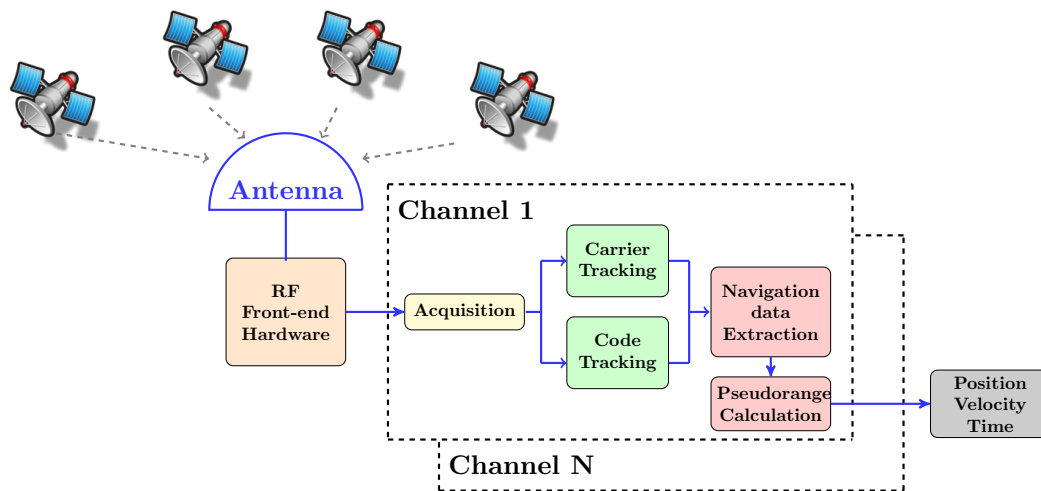 Antenna
Channel 1
RF
Front-end
Hardware
Acquisition
Carrier
Tracking
Code
Tracking
Navigation
data
Extraction
Pseudorange
Calculation
Position
Velocity
Time
Channel N